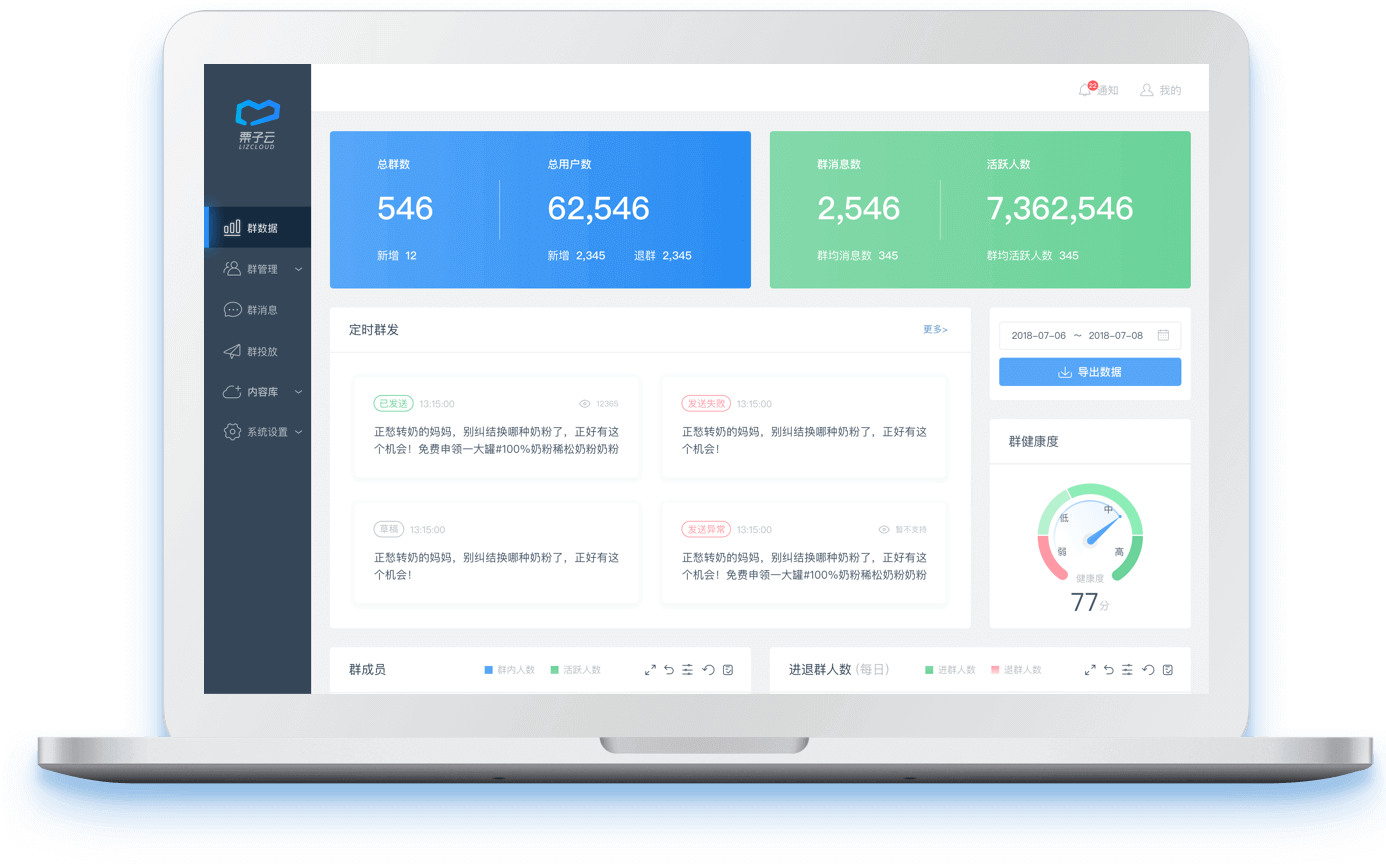 栗子云
LIZCLOUD
23
通知
我的
群数据
群管理
群消息
群投放
内容库
系统设置
总群数
总用户数
546
62,546
新增 12
新增 2,345
退群 2,345
群消息数
活跃人数
2,546
7,362,546
群均消息数 345
群均活跃人数 345
定时群发
更多>
已发送 13:15:00
12365
正愁转奶的妈妈，别纠结换哪种奶粉了，正好有这
个机会！免费申领一大罐#100%奶粉稀松奶粉奶粉
发送失败 13:15:00
正愁转奶的妈妈，别纠结换哪种奶粉了，正好有这
个机会！
草稿 13:15:00
正愁转奶的妈妈，别纠结换哪种奶粉了，正好有这
个机会！
发送异常 13:15:00
暂不支持
正愁转奶的妈妈，别纠结换哪种奶粉了，正好有这
个机会！免费申领一大罐#100%奶粉稀松奶粉奶粉
2018-07-06 ~ 2018-07-08
导出数据
群健康度
低
中
弱
高
健康度
77分
群成员
群内人数
活跃人数
进退群人数 (每日)
进群人数
退群人数